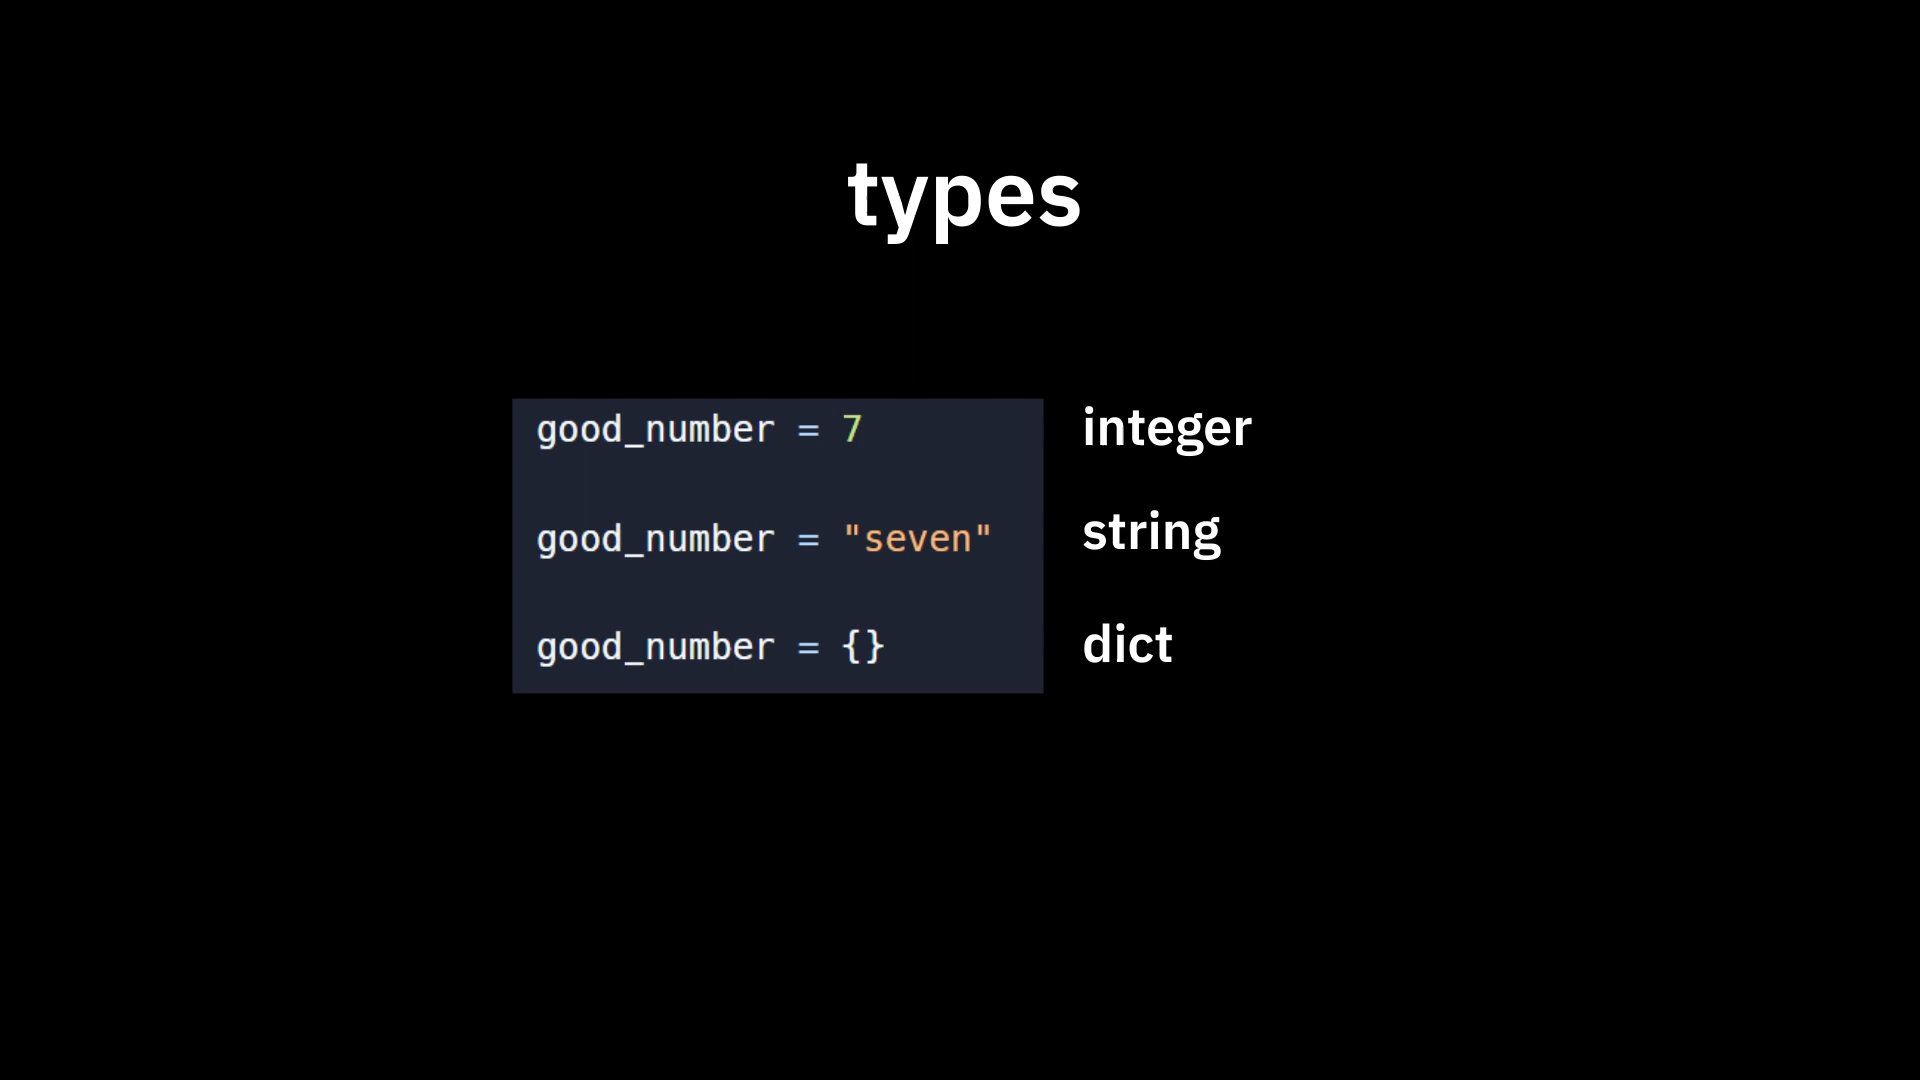 types
good_number = 7 integer
good_number = "seven" string
good_number = {} dict